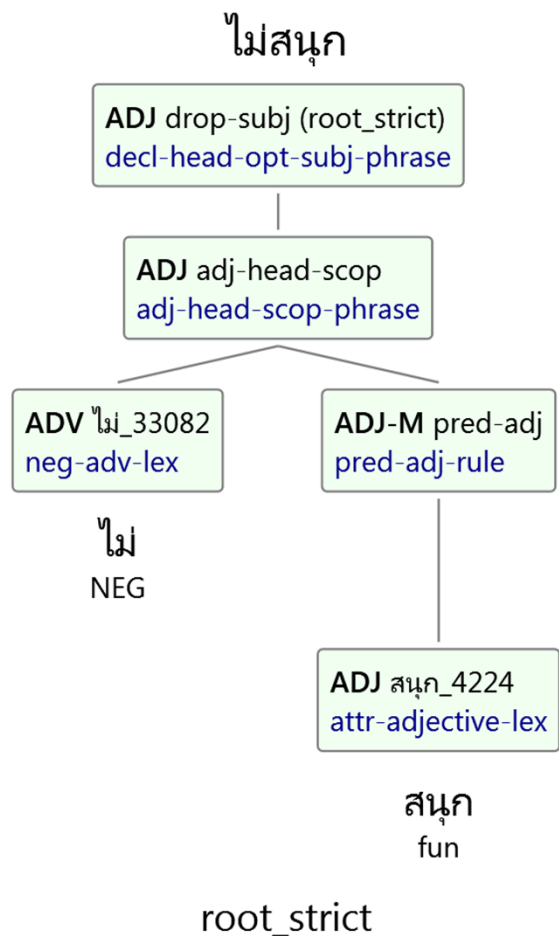 ไม่สนุก
ADJ drop-subj (root_strict)
decl-head-opt-subj-phrase
ADJ adj-head-scop
adj-head-scop-phrase
ADV ไม่_33082
neg-adv-lex
ไม่
NEG
ADJ-M pred-adj
pred-adj-rule
ADJ สนุก_4224
attr-adjective-lex
สนุก
fun
root_strict